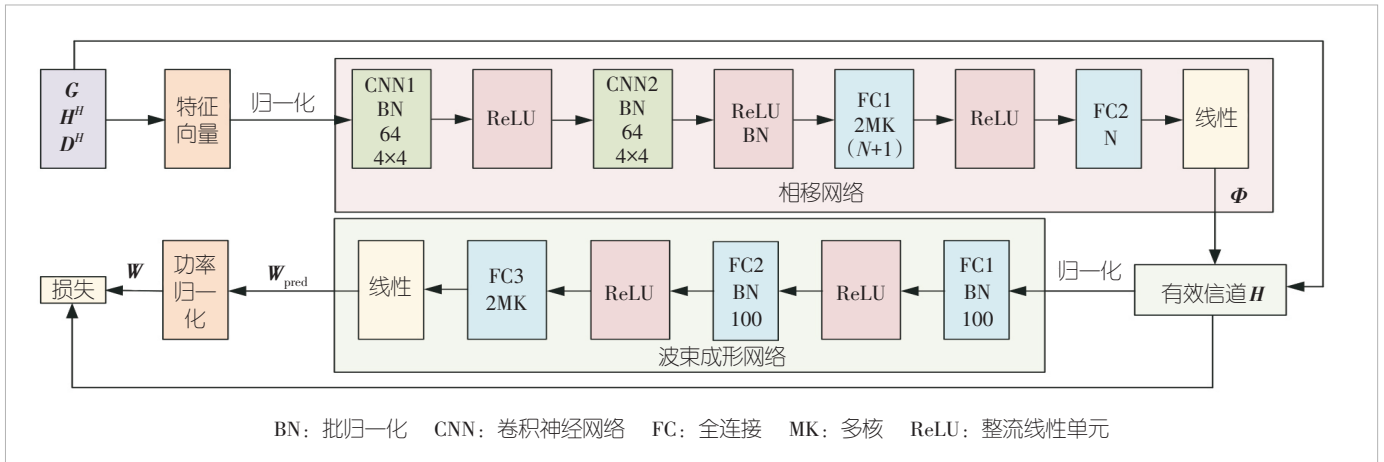 G
H^H
D^H
特征
向量
归一化
CNN1
BN
64
4×4
ReLU
CNN2
BN
64
4×4
ReLU
BN
FC1
2MK
（N+1）
ReLU
FC2
N
线性
相移网络
Φ
损失
W
功率
归一
化
W_pred
线性
FC3
2MK
ReLU
FC2
BN
100
ReLU
FC1
BN
100
归一化
有效信道H
波束成形网络
BN：批归一化 CNN：卷积神经网络 FC：全连接 MK：多核 ReLU：整流线性单元